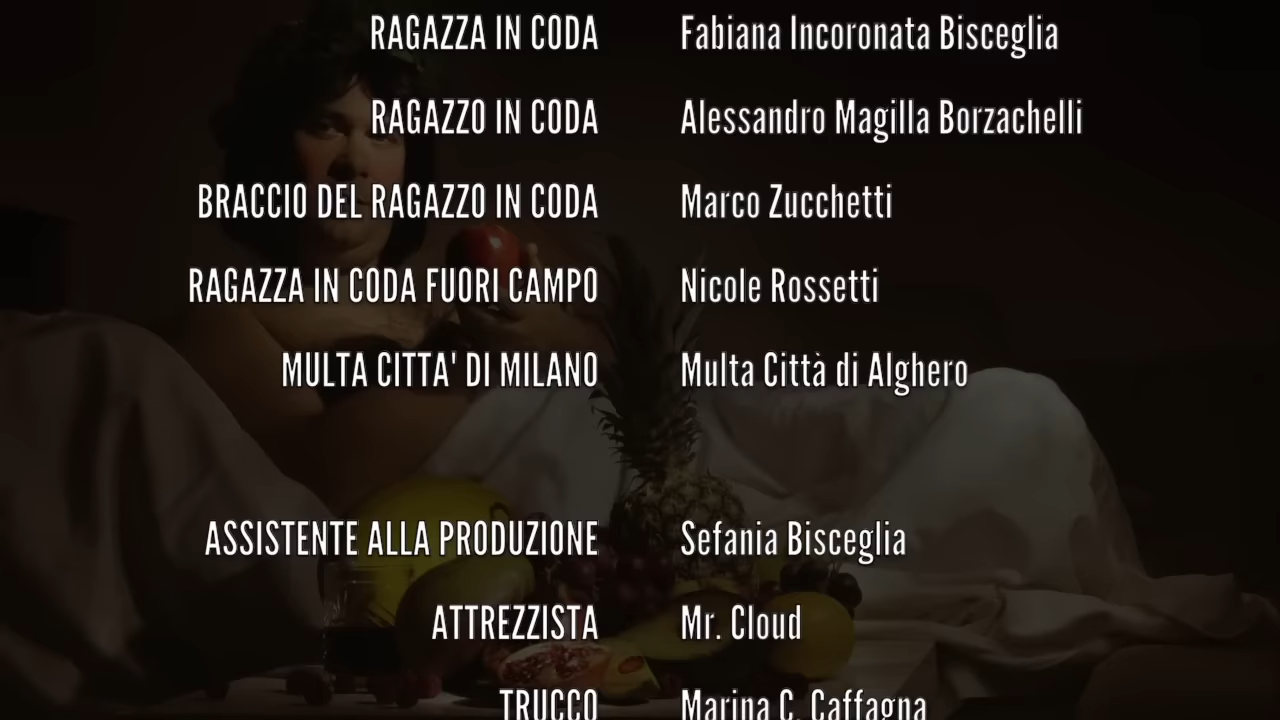 RAGAZZA IN CODA Fabiana Incoronata Bisceglia
RAGAZZO IN CODA Alessandro Magilla Borzachelli
BRACCIO DEL RAGAZZO IN CODA Marco Zucchetti
RAGAZZA IN CODA FUORI CAMPO Nicole Rossetti
MULTA CITTA' DI MILANO Multa Città di Alghero
ASSISTENTE ALLA PRODUZIONE Sefania Bisceglia
ATTREZZISTA Mr. Cloud
TRUCCO Marina C. Caffagna